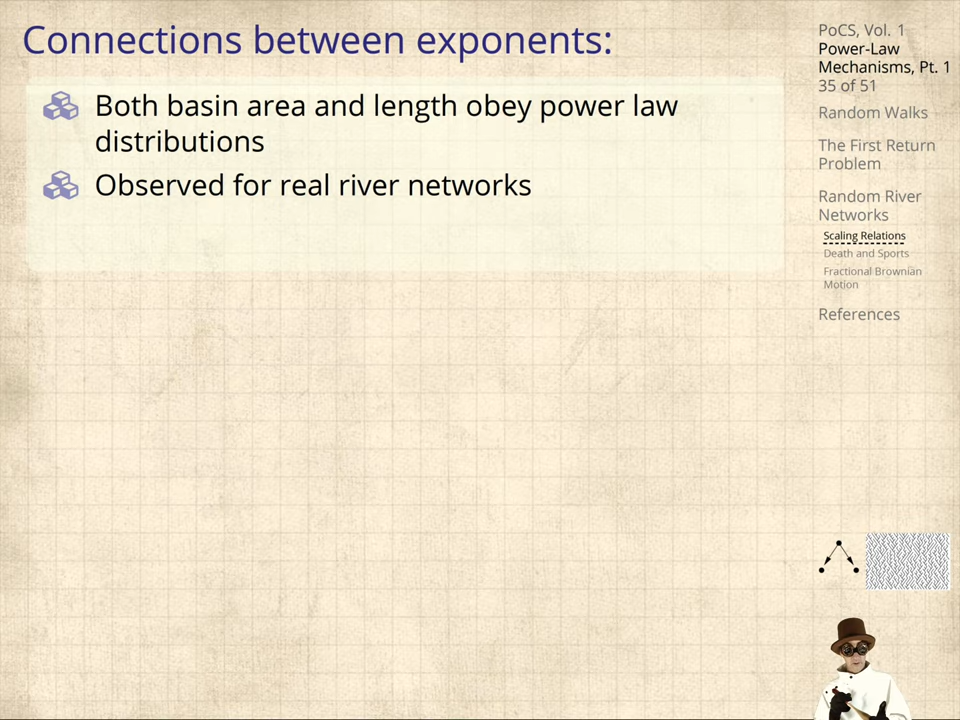 Connections between exponents:
Both basin area and length obey power law
distributions
Observed for real river networks
PoCS, Vol. 1
Power-Law
Mechanisms, Pt. 1
35 of 51
Random Walks
The First Return
Problem
Random River
Networks
Scaling Relations
Death and Sports
Fractional Brownian
Motion
References